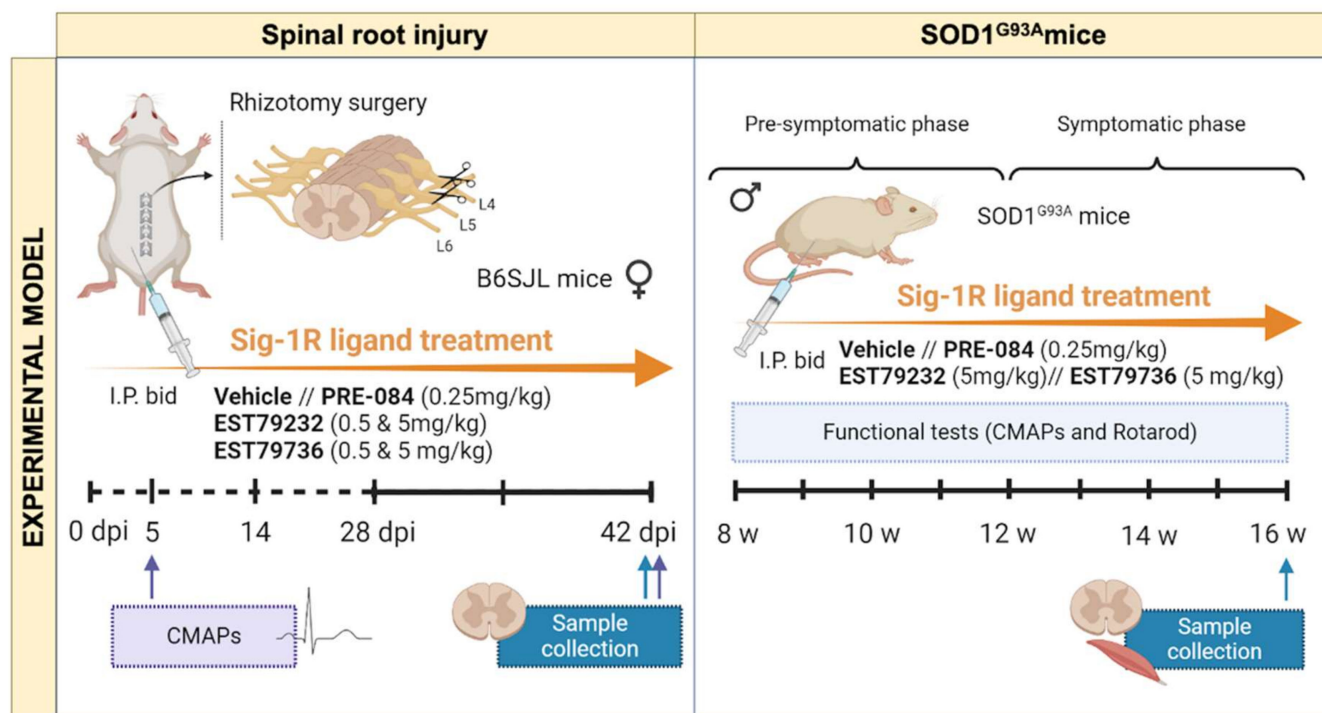 Spinal root injury
SOD1G93Amice
EXPERIMENTAL MODEL
Rhizotomy surgery
L4
L5
L6
B6SJL mice ♀
Sig-1R ligand treatment
I.P. bid
Vehicle // PRE-084 (0.25mg/kg)
EST79232 (0.5 & 5mg/kg)
EST79736 (0.5 & 5 mg/kg)
0 dpi 5 14 28 dpi 42 dpi
CMAPs
Sample
collection
Pre-symptomatic phase
Symptomatic phase
♂
SOD1G93A mice
Sig-1R ligand treatment
I.P. bid
Vehicle // PRE-084 (0.25mg/kg)
EST79232 (5mg/kg)// EST79736 (5 mg/kg)
Functional tests (CMAPs and Rotarod)
8 w 10 w 12 w 14 w 16 w
Sample
collection